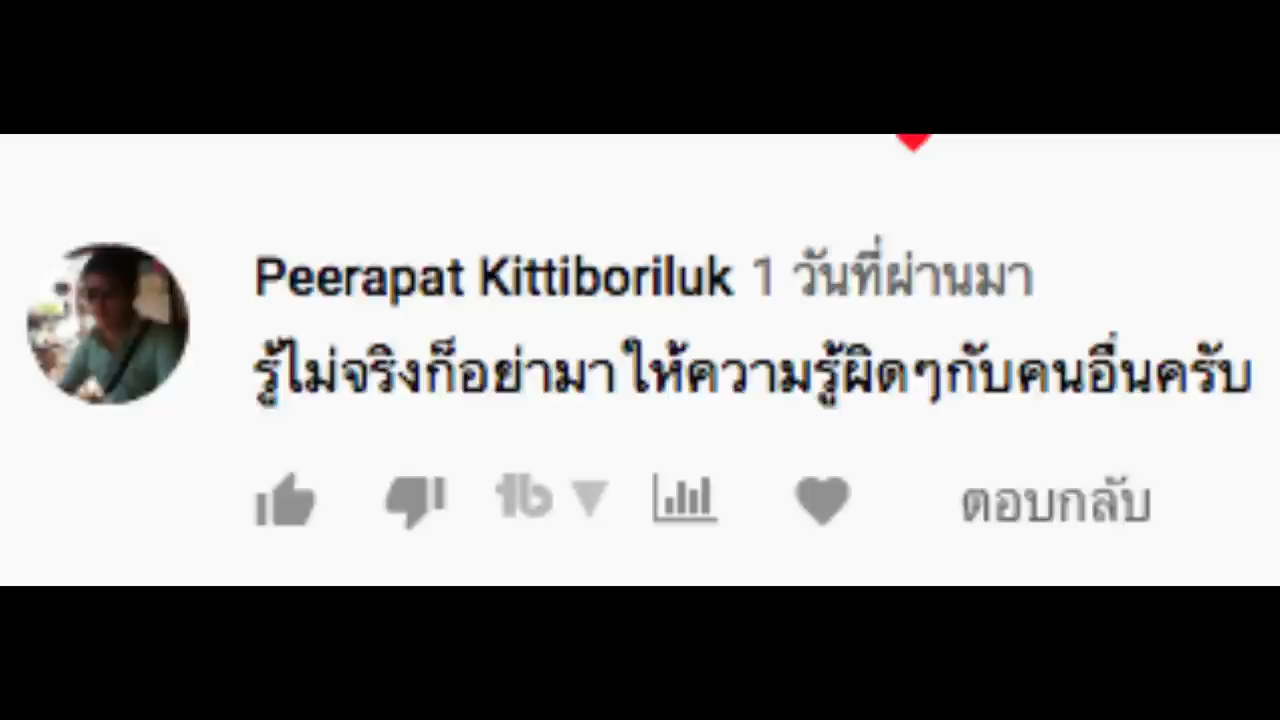 Peerapat Kittiboriluk 1 วันที่ผ่านมา
รู้ไม่จริงก็อย่ามาให้ความรู้ผิดๆกับคนอื่นครับ
tb
ตอบกลับ